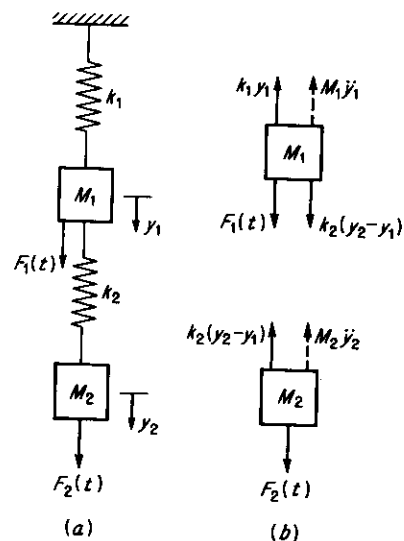 k₁
M₁
y₁
F₁(t)
k₂
M₂
y₂
F₂(t)
(a)
k₁y₁
M₁ÿ₁
M₁
F₁(t)
k₂(y₂−y₁)
k₂(y₂−y₁)
M₂ÿ₂
M₂
F₂(t)
(b)